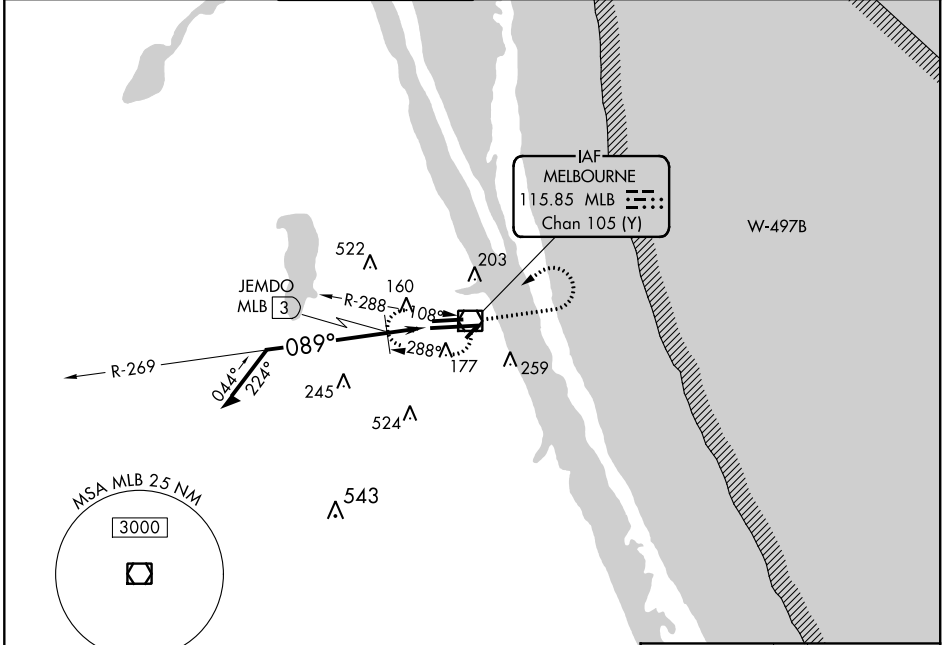 IAF
MELBOURNE
115.85 MLB
Chan 105 (Y)
W-497B
522
203
JEMDO
MLB 3
160
R-288
108°
089°
288°
177
259
R-269
044°
224°
245
524
543
MSA MLB 25 NM
3000